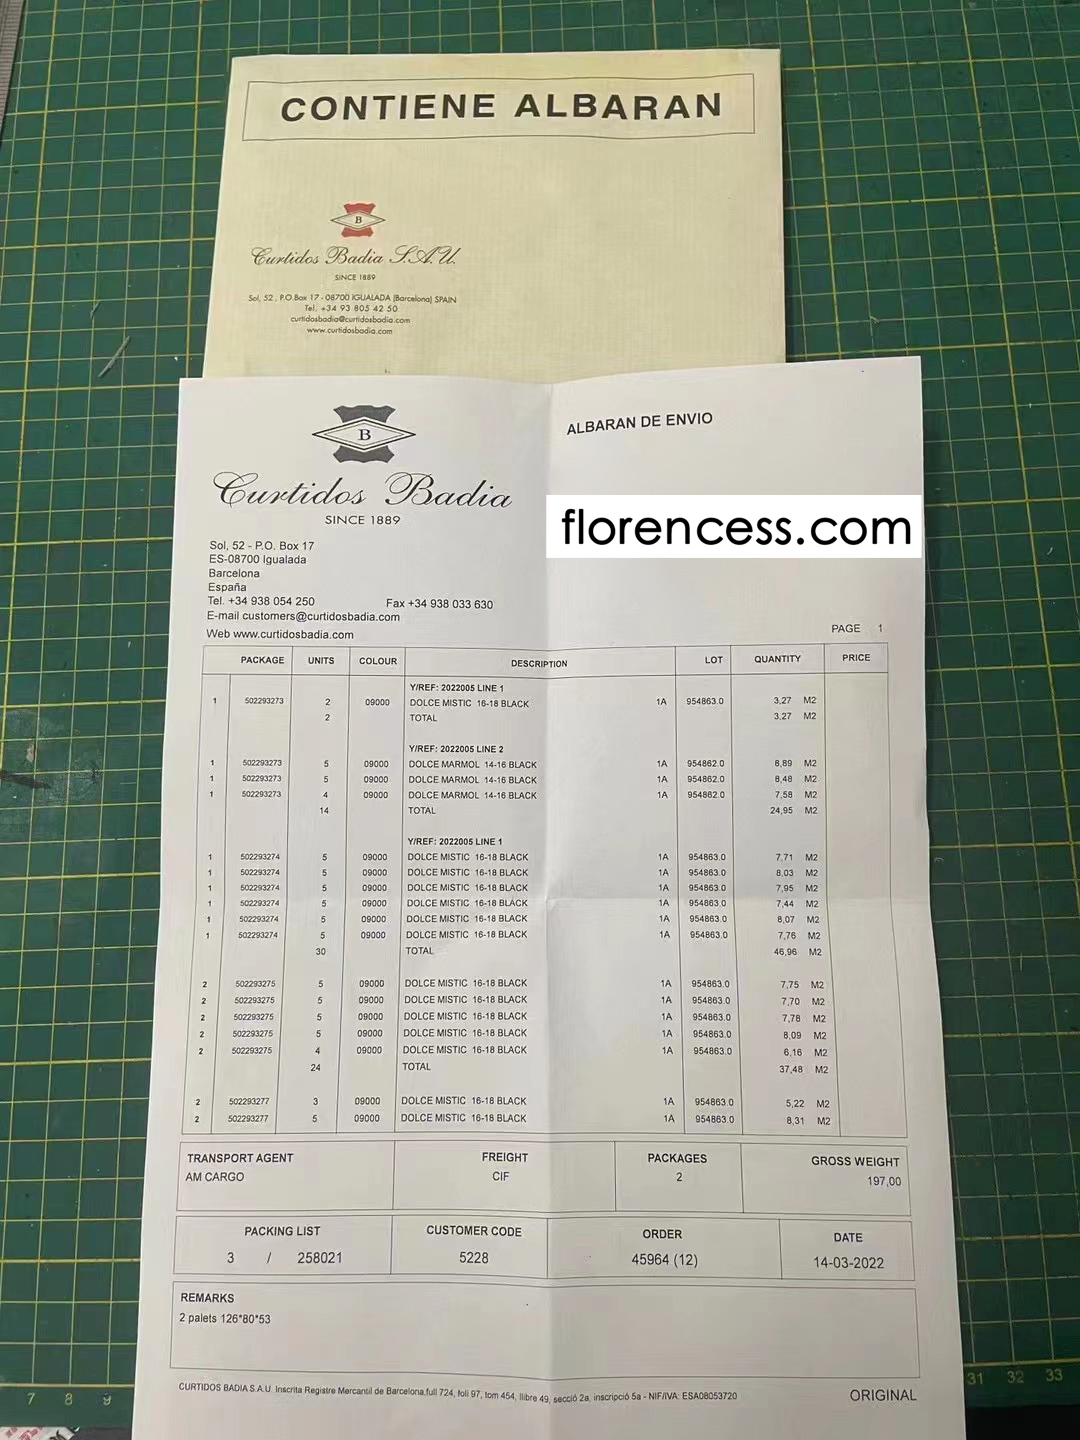 CONTIENE ALBARAN
B
Curtidos Badia S.A.U.
SINCE 1889
Sol, 52 , P.O.Box 17 - 08700 IGUALADA (Barcelona) SPAIN
Tel. +34 93 805 42 50
curtidosbadia@curtidosbadia.com
www.curtidosbadia.com
ALBARAN DE ENVIO
B
Curtidos Badia
SINCE 1889
florencess.com
Sol, 52 - P.O. Box 17
ES-08700 Igualada
Barcelona
España
Tel. +34 938 054 250 Fax +34 938 033 630
E-mail customers@curtidosbadia.com
Web www.curtidosbadia.com
PAGE 1
PACKAGE UNITS COLOUR DESCRIPTION LOT QUANTITY PRICE
Y/REF: 2022005 LINE 1
1 502293273 2 09000 DOLCE MISTIC 16-18 BLACK 1A 954863.0 3,27 M2
2 TOTAL 3,27 M2
Y/REF: 2022005 LINE 2
1 502293273 5 09000 DOLCE MARMOL 14-16 BLACK 1A 954862.0 8,89 M2
1 502293273 5 09000 DOLCE MARMOL 14-16 BLACK 1A 954862.0 8,48 M2
1 502293273 4 09000 DOLCE MARMOL 14-16 BLACK 1A 954862.0 7,58 M2
14 TOTAL 24,95 M2
Y/REF: 2022005 LINE 1
1 502293274 5 09000 DOLCE MISTIC 16-18 BLACK 1A 954863.0 7,71 M2
1 502293274 5 09000 DOLCE MISTIC 16-18 BLACK 1A 954863.0 8,03 M2
1 502293274 5 09000 DOLCE MISTIC 16-18 BLACK 1A 954863.0 7,95 M2
1 502293274 5 09000 DOLCE MISTIC 16-18 BLACK 1A 954863.0 7,44 M2
1 502293274 5 09000 DOLCE MISTIC 16-18 BLACK 1A 954863.0 8,07 M2
1 502293274 5 09000 DOLCE MISTIC 16-18 BLACK 1A 954863.0 7,76 M2
30 TOTAL 46,96 M2
2 502293275 5 09000 DOLCE MISTIC 16-18 BLACK 1A 954863.0 7,75 M2
2 502293275 5 09000 DOLCE MISTIC 16-18 BLACK 1A 954863.0 7,70 M2
2 502293275 5 09000 DOLCE MISTIC 16-18 BLACK 1A 954863.0 7,78 M2
2 502293275 5 09000 DOLCE MISTIC 16-18 BLACK 1A 954863.0 8,09 M2
2 502293275 4 09000 DOLCE MISTIC 16-18 BLACK 1A 954863.0 6,16 M2
24 TOTAL 37,48 M2
2 502293277 3 09000 DOLCE MISTIC 16-18 BLACK 1A 954863.0 5,22 M2
2 502293277 5 09000 DOLCE MISTIC 16-18 BLACK 1A 954863.0 8,31 M2
TRANSPORT AGENT FREIGHT PACKAGES GROSS WEIGHT
AM CARGO CIF 2 197,00
PACKING LIST CUSTOMER CODE ORDER DATE
3 / 258021 5228 45964 (12) 14-03-2022
REMARKS
2 palets 126*80*53
CURTIDOS BADIA S.A.U. Inscrita Registre Mercantil de Barcelona,full 724, foli 97, tom 454, llibre 49, secció 2a, inscripció 5a - NIF/IVA: ESA08053720
ORIGINAL
7 8 9 31 32 33